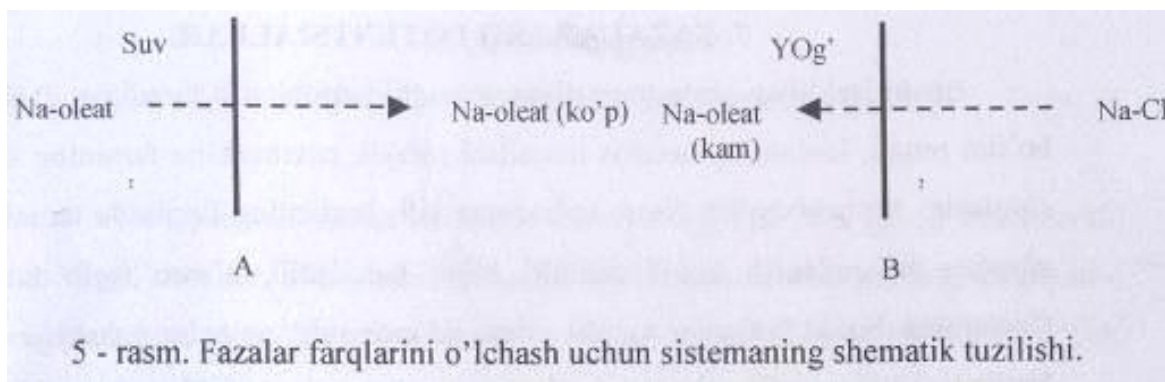 Suv
YOg'
Na-oleat
Na-oleat (ko'p)
Na-oleat
(kam)
Na-Cl
A
B
5 - rasm. Fazalar farqlarini o'lchash uchun sistemaning shematik tuzilishi.